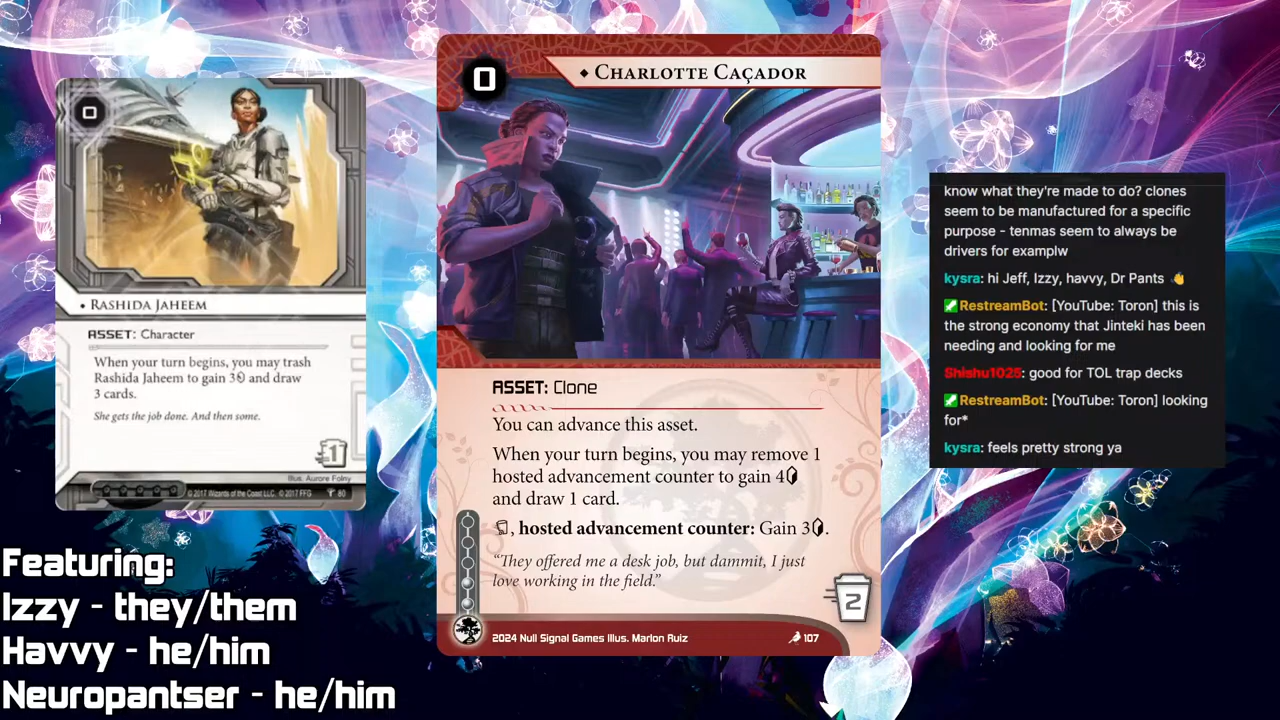 0
• RASHIDA JAHEEM
ASSET: Character
When your turn begins, you may trash
Rashida Jaheem to gain 3 and draw
3 cards.
She gets the job done. And then some.
1
Illus. Aurore Folny
© 2017 Wizards of the Coast LLC. © 2017 FFG
80
0
◆ CHARLOTTE CAÇADOR
ASSET: Clone
You can advance this asset.
When your turn begins, you may remove 1
hosted advancement counter to gain 4
and draw 1 card.
, hosted advancement counter: Gain 3.
“They offered me a desk job, but dammit, I just
love working in the field.”
2
2024 Null Signal Games Illus. Marlon Ruiz
107
know what they're made to do? clones
seem to be manufactured for a specific
purpose - tenmas seem to always be
drivers for examplw
kysra: hi Jeff, Izzy, havvy, Dr Pants 👋
RestreamBot: [YouTube: Toron] this is
the strong economy that Jinteki has been
needing and looking for me
Shishu1025: good for TOL trap decks
RestreamBot: [YouTube: Toron] looking
for*
kysra: feels pretty strong ya
Featuring:
Izzy - they/them
Havvy - he/him
Neuropantser - he/him